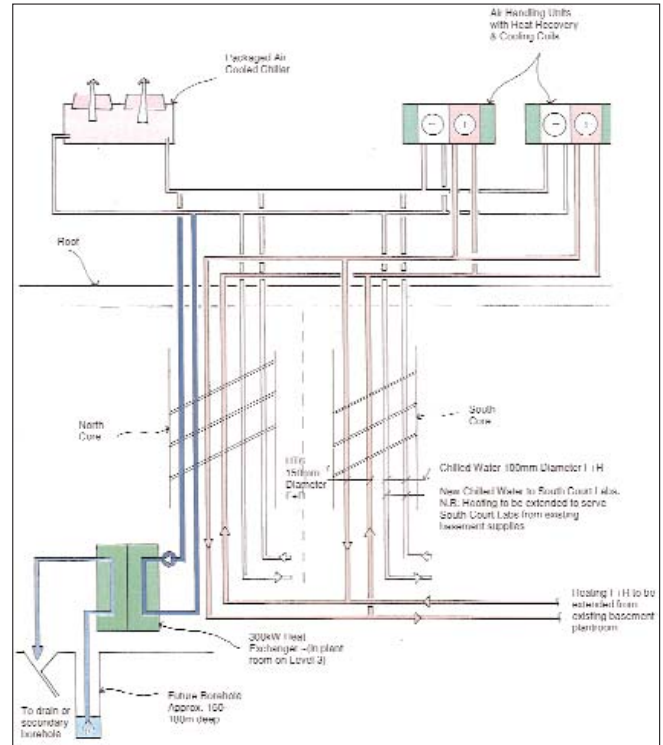 Air Handling Units
with Heat Recovery
& Cooling Coils
Packaged Air
Cooled Chiller
Roof
North
Core
South
Core
150mm
Diameter
Chilled Water 100mm Diameter F+R
New Chilled Water to South Court Labs.
N.R. Heating to be extended to serve
South Court Labs from existing
basement supplies
Heating F+R to be
extended from
existing basement
plantroom
300kW Heat
Exchanger - (in plant
room on Level 3)
To drain or
secondary
borehole
Future Borehole
Approx.
deep